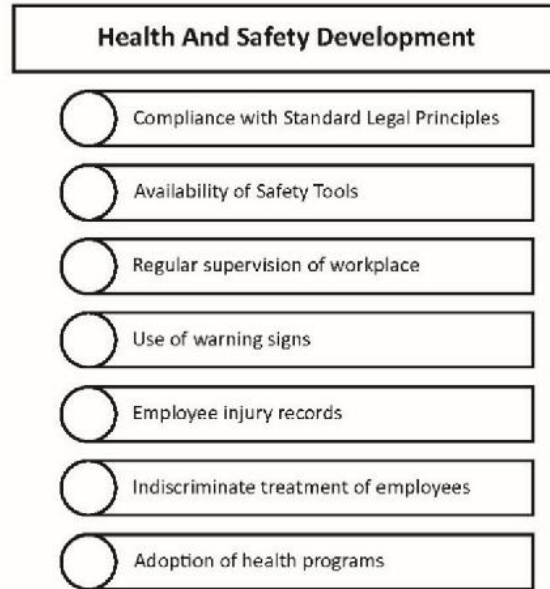 Health And Safety Development
Compliance with Standard Legal Principles
Availability of Safety Tools
Regular supervision of workplace
Use of warning signs
Employee injury records
Indiscriminate treatment of employees
Adoption of health programs